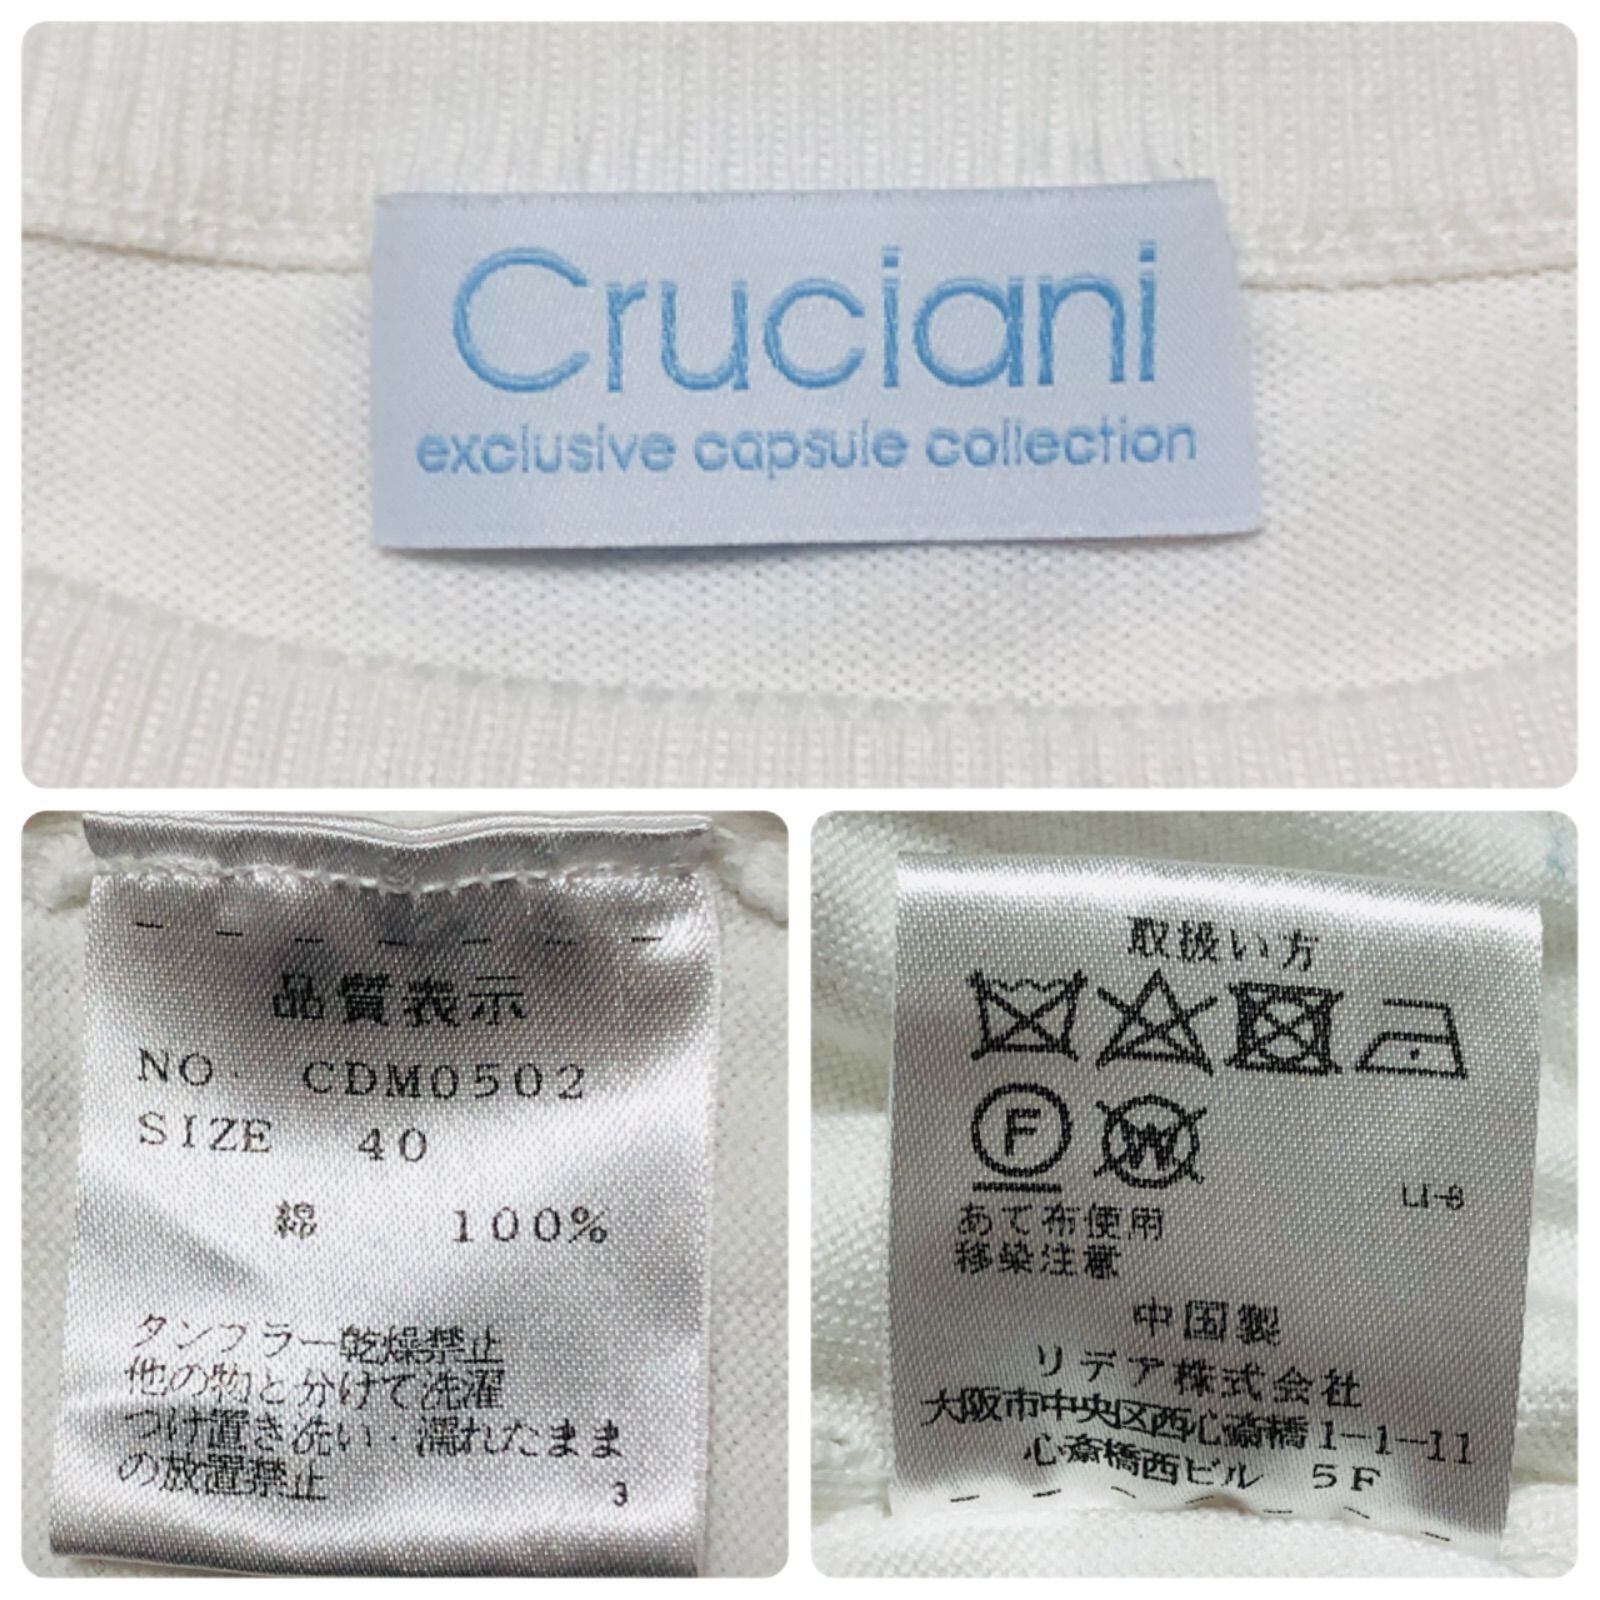 Cruciani
exclusive capsule collection
品質表示
NO. CDM0502
SIZE 40
綿 100%
タンブラー乾燥禁止
他の物と分けて洗濯
つけ置き洗い・濡れたまま
の放置禁止
3
取扱い方
F W
LI-8
あて布使用
移染注意
中国製
リデア株式会社
大阪市中央区西心斎橋1-1-11
心斎橋西ビル 5F